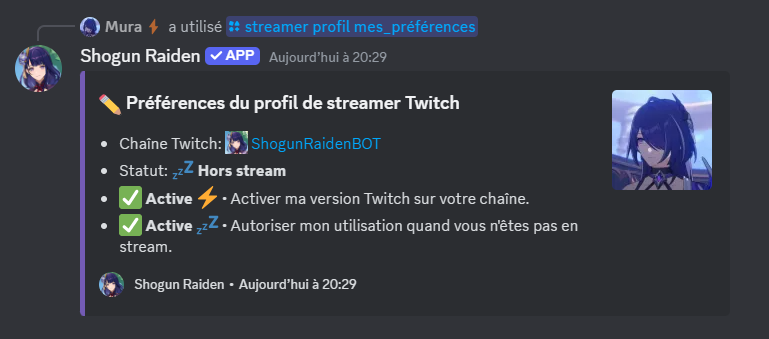 Mura ⚡ a utilisé streamer profil mes_préférences
Shogun Raiden ✓ APP Aujourd’hui à 20:29
✏️ Préférences du profil de streamer Twitch
• Chaîne Twitch: ShogunRaidenBOT
• Statut: 💤 Hors stream
• ✅ Active ⚡ • Activer ma version Twitch sur votre chaîne.
• ✅ Active 💤 • Autoriser mon utilisation quand vous n'êtes pas en
stream.
Shogun Raiden • Aujourd’hui à 20:29